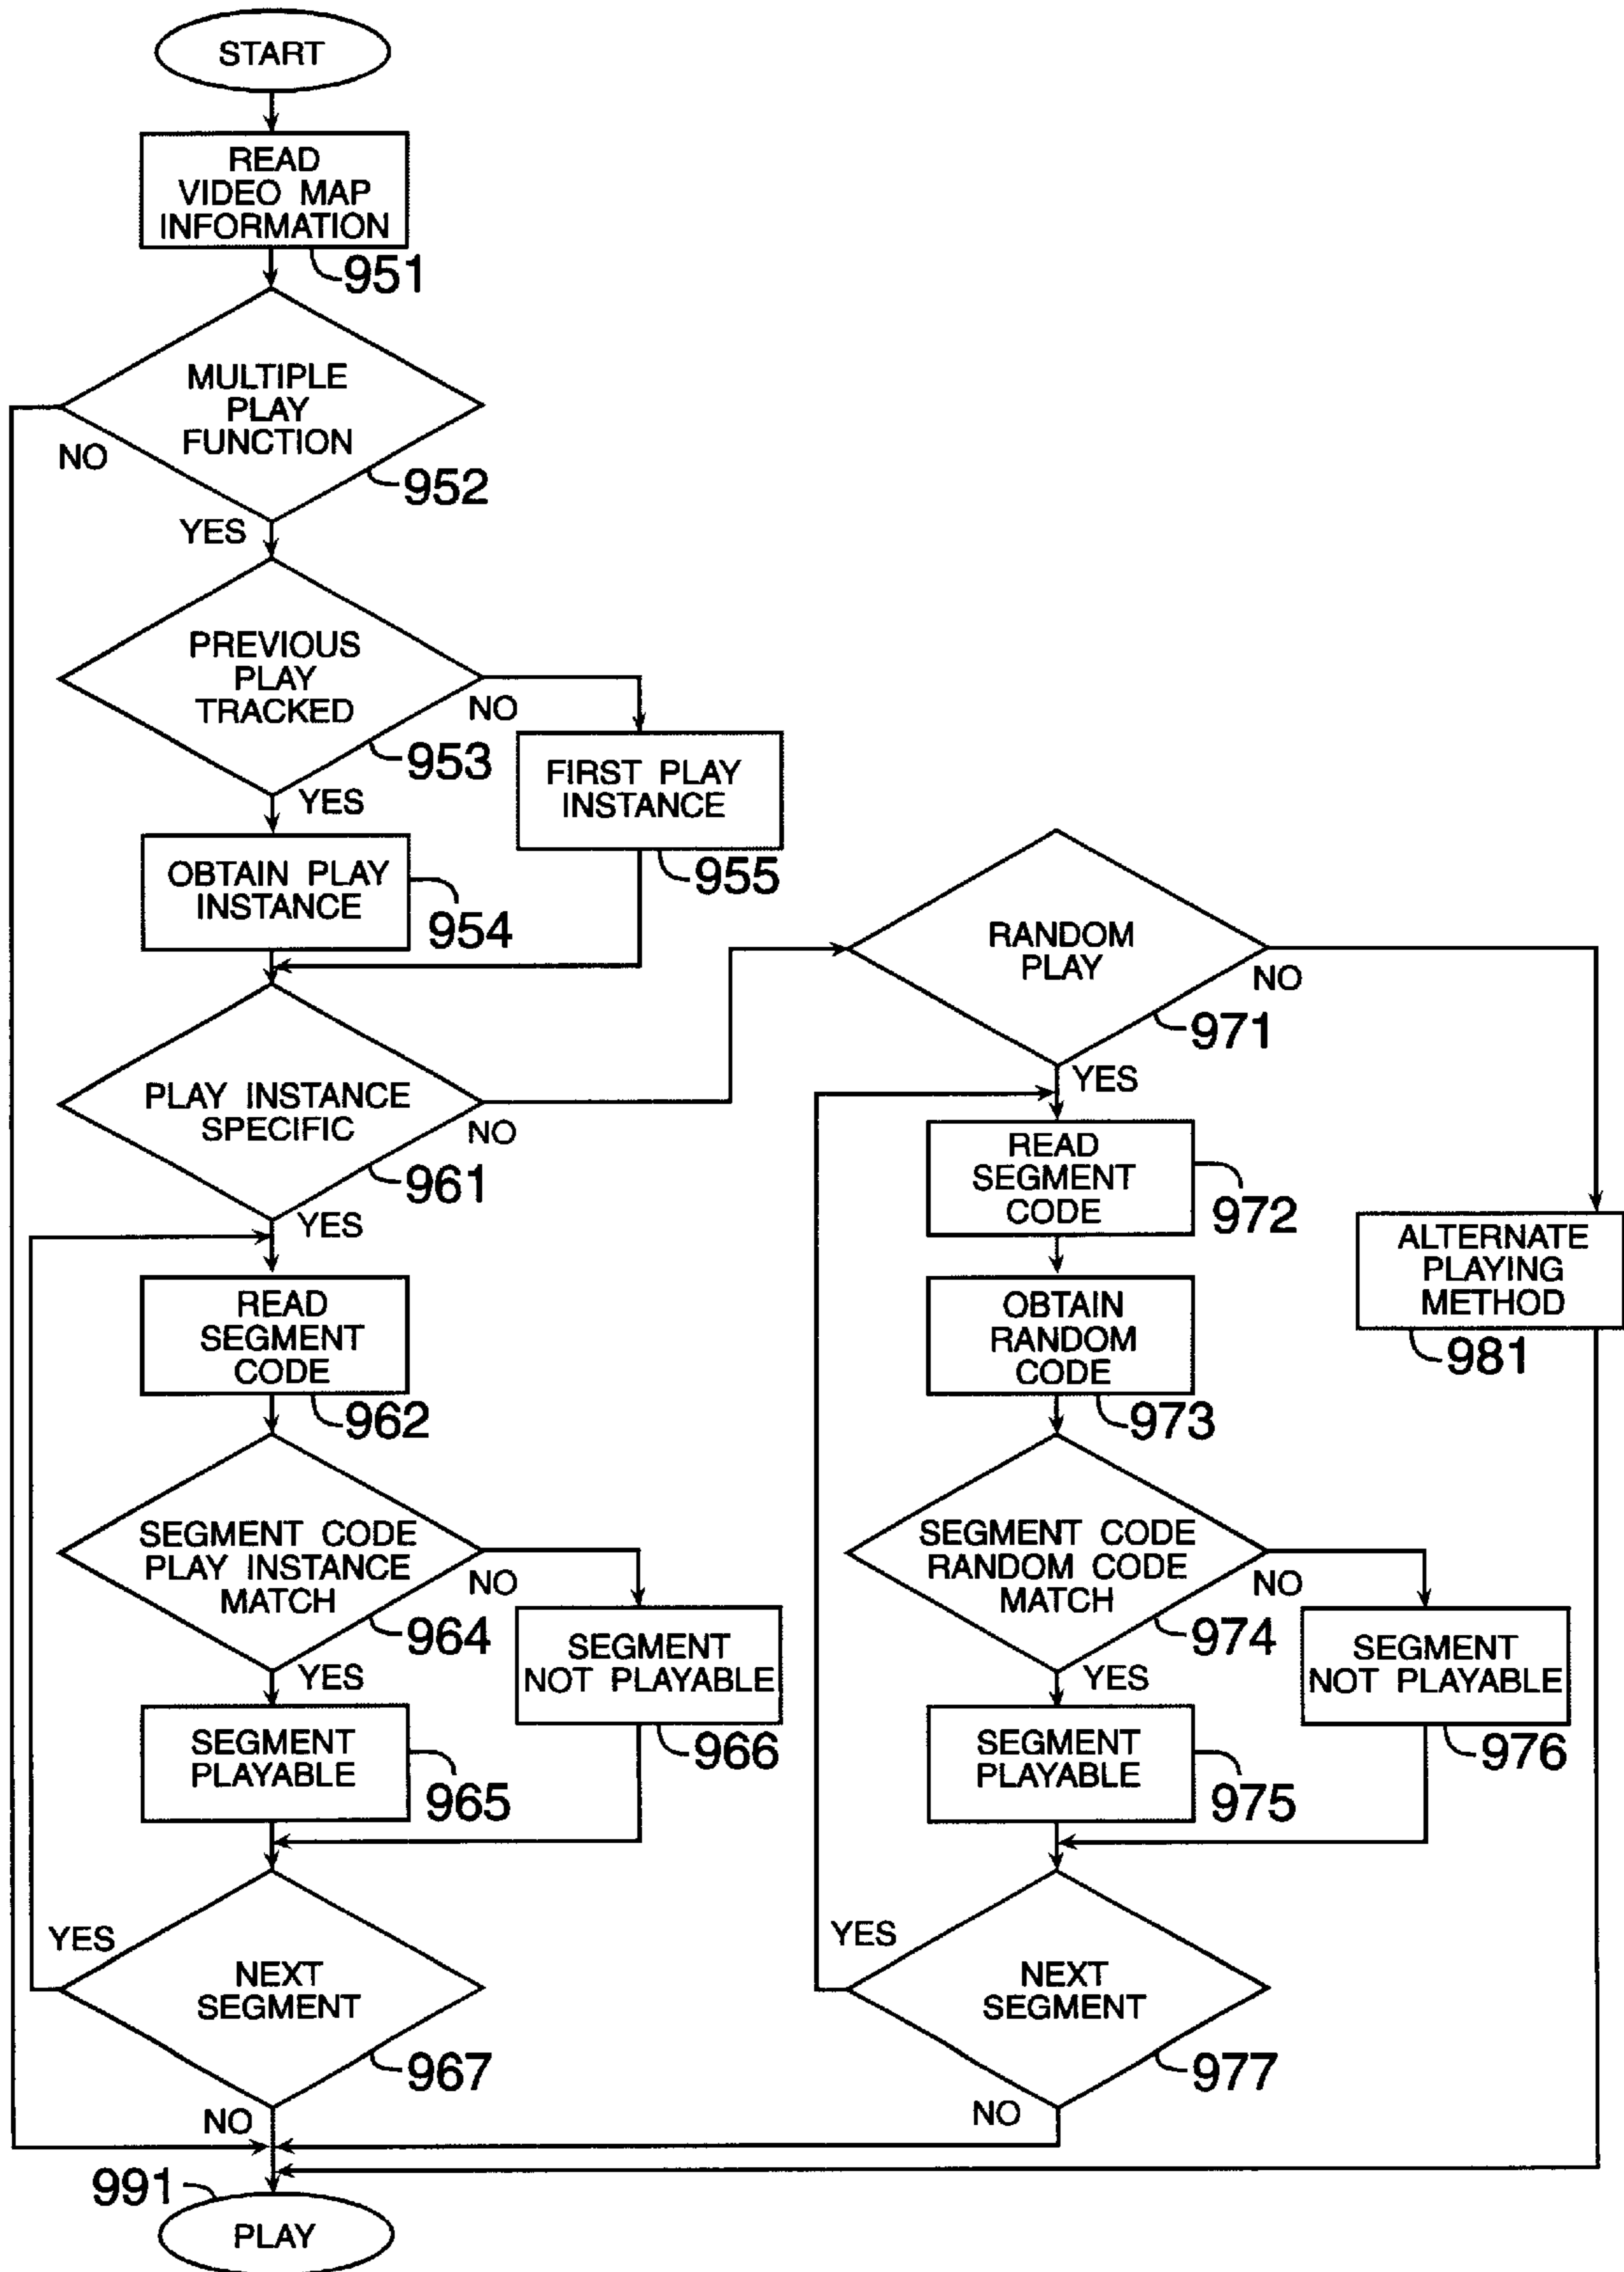 START
READ
VIDEO MAP
INFORMATION
951
MULTIPLE
PLAY
FUNCTION
NO
952
YES
PREVIOUS
PLAY
TRACKED
NO
953
YES
FIRST PLAY
INSTANCE
955
OBTAIN PLAY
INSTANCE
954
PLAY INSTANCE
SPECIFIC
NO
961
YES
READ
SEGMENT
CODE
962
SEGMENT CODE
PLAY INSTANCE
MATCH
NO
964
YES
SEGMENT
NOT PLAYABLE
966
SEGMENT
PLAYABLE
965
YES
NEXT
SEGMENT
967
NO
RANDOM
PLAY
NO
971
YES
READ
SEGMENT
CODE
972
OBTAIN
RANDOM
CODE
973
ALTERNATE
PLAYING
METHOD
981
SEGMENT CODE
RANDOM CODE
MATCH
NO
974
YES
SEGMENT
NOT PLAYABLE
976
SEGMENT
PLAYABLE
975
YES
NEXT
SEGMENT
977
NO
991
PLAY